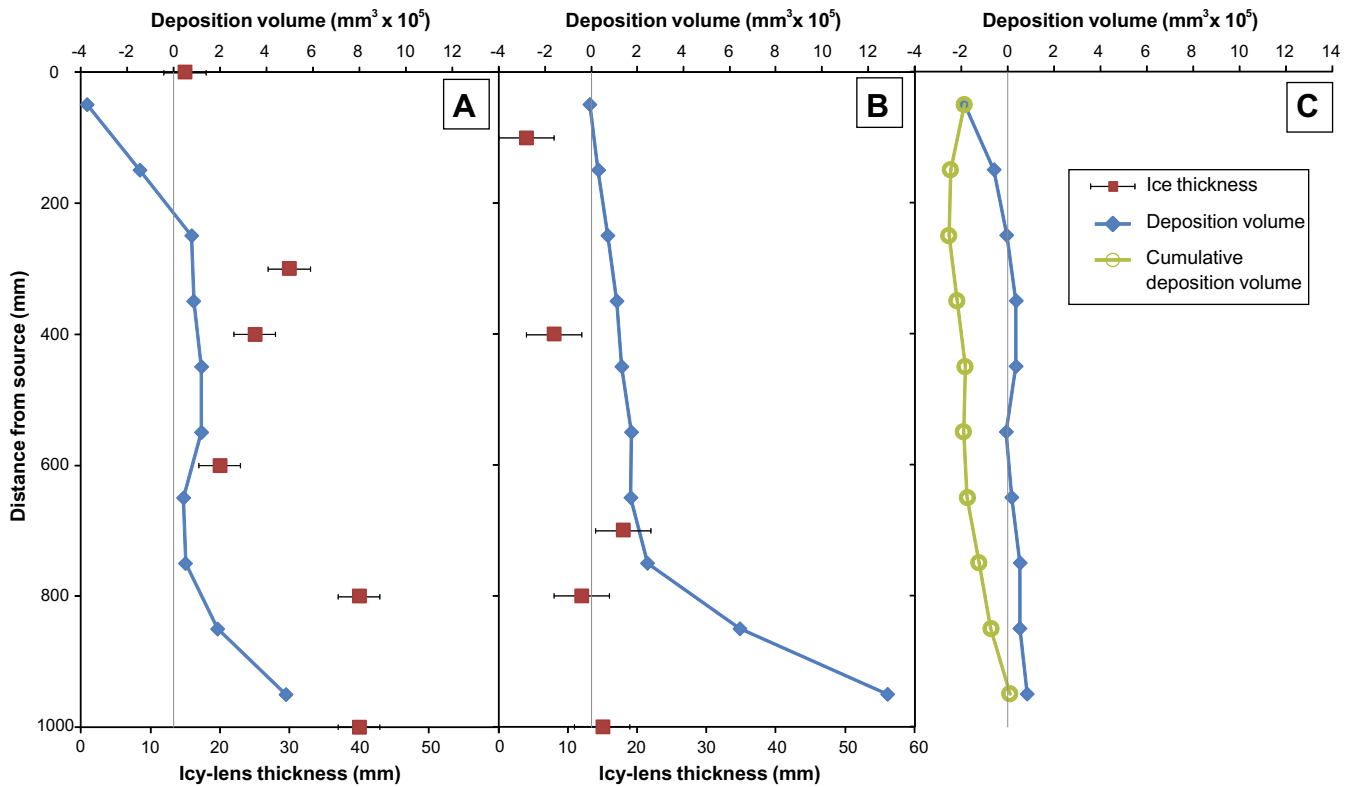 Deposition volume (mm³ x 10⁵) Deposition volume (mm³ x 10⁵) Deposition volume (mm³ x 10⁵)
-4 -2 0 2 4 6 8 10 12 -4 -2 0 2 4 6 8 10 12 -4 -2 0 2 4 6 8 10 12 14
A B C
0
200
400
600
800
1000
Distance from source (mm)
Ice thickness
Deposition volume
Cumulative
deposition volume
0 10 20 30 40 50 0 10 20 30 40 50 60
Icy-lens thickness (mm) Icy-lens thickness (mm)